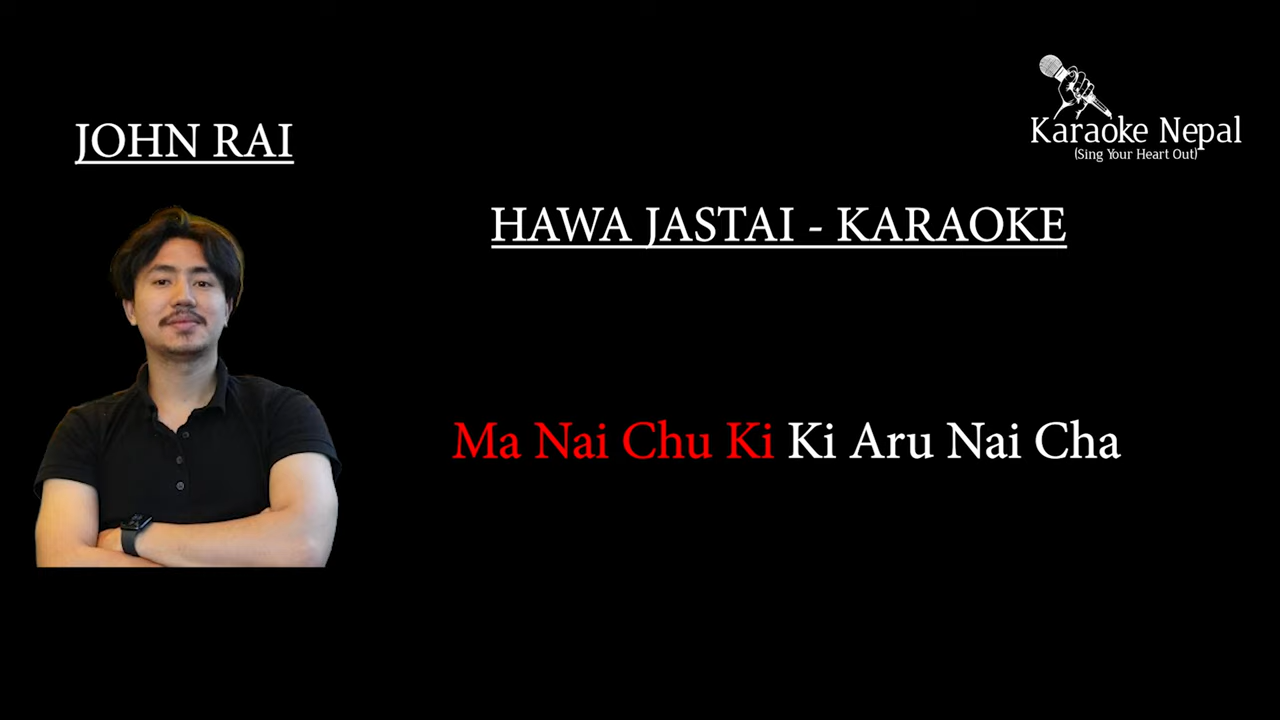 JOHN RAI
Karaoke Nepal
(Sing Your Heart Out)
HAWA JASTAI - KARAOKE
Ma Nai Chu Ki Ki Aru Nai Cha